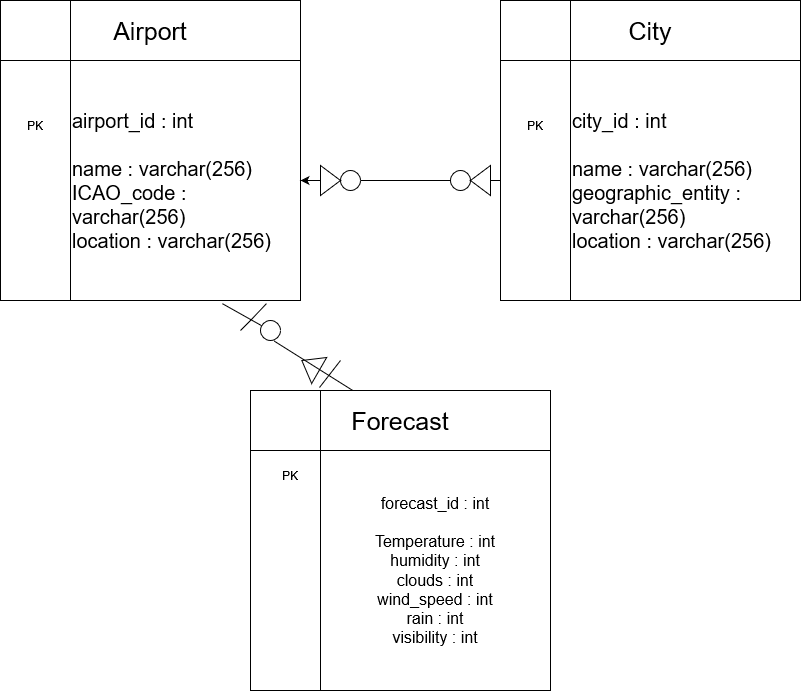 Airport
PK
airport_id : int
name : varchar(256)
ICAO_code :
varchar(256)
location : varchar(256)
City
PK
city_id : int
name : varchar(256)
geographic_entity :
varchar(256)
location : varchar(256)
Forecast
PK
forecast_id : int
Temperature : int
humidity : int
clouds : int
wind_speed : int
rain : int
visibility : int